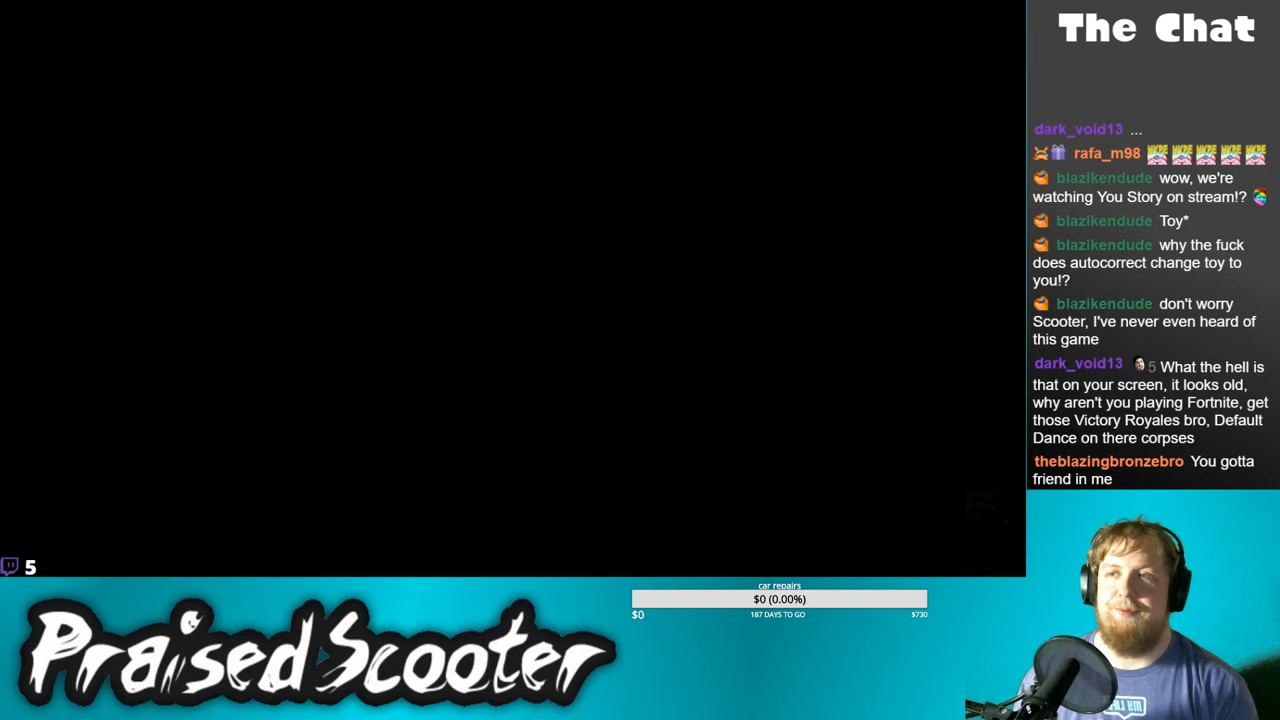 The Chat
dark_void13 ...
rafa_m98
blazikendude wow, we're
watching You Story on stream!?
blazikendude Toy*
blazikendude why the fuck
does autocorrect change toy to
you!?
blazikendude don't worry
Scooter, I've never even heard of
this game
dark_void13 5 What the hell is
that on your screen, it looks old,
why aren't you playing Fortnite, get
those Victory Royales bro, Default
Dance on there corpses
theblazingbronzebro You gotta
friend in me
5
car repairs
$0 (0.00%)
$0 187 DAYS TO GO $730
PraisedScooter